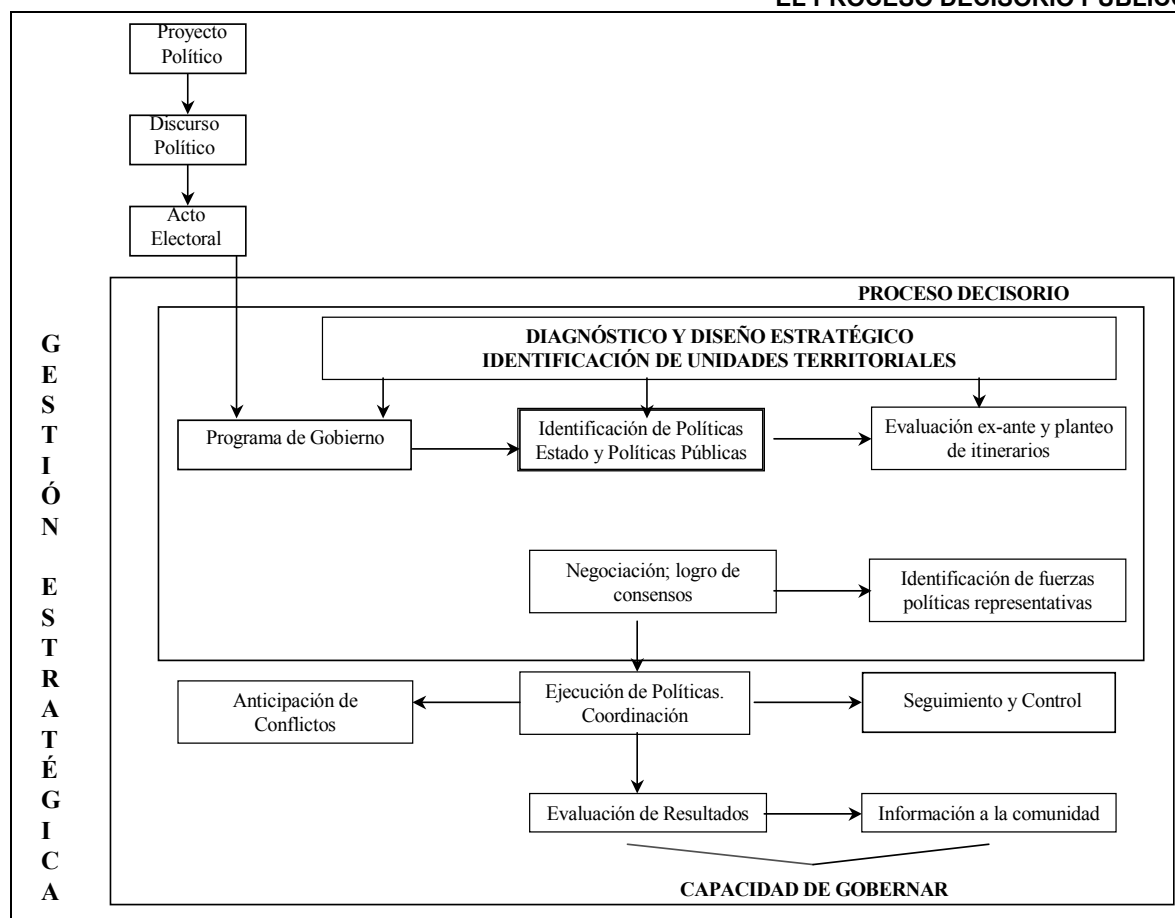 EL PROCESO DECISORIO PÚBLICO
Proyecto
Político
Discurso
Político
Acto
Electoral
PROCESO DECISORIO
DIAGNÓSTICO Y DISEÑO ESTRATÉGICO
IDENTIFICACIÓN DE UNIDADES TERRITORIALES
Programa de Gobierno
Identificación de Políticas
Estado y Políticas Públicas
Evaluación ex-ante y planteo
de itinerarios
Negociación; logro de
consensos
Identificación de fuerzas
políticas representativas
Anticipación de
Conflictos
Ejecución de Políticas.
Coordinación
Seguimiento y Control
Evaluación de Resultados
Información a la comunidad
CAPACIDAD DE GOBERNAR
GESTIÓN ESTRATÉGICA